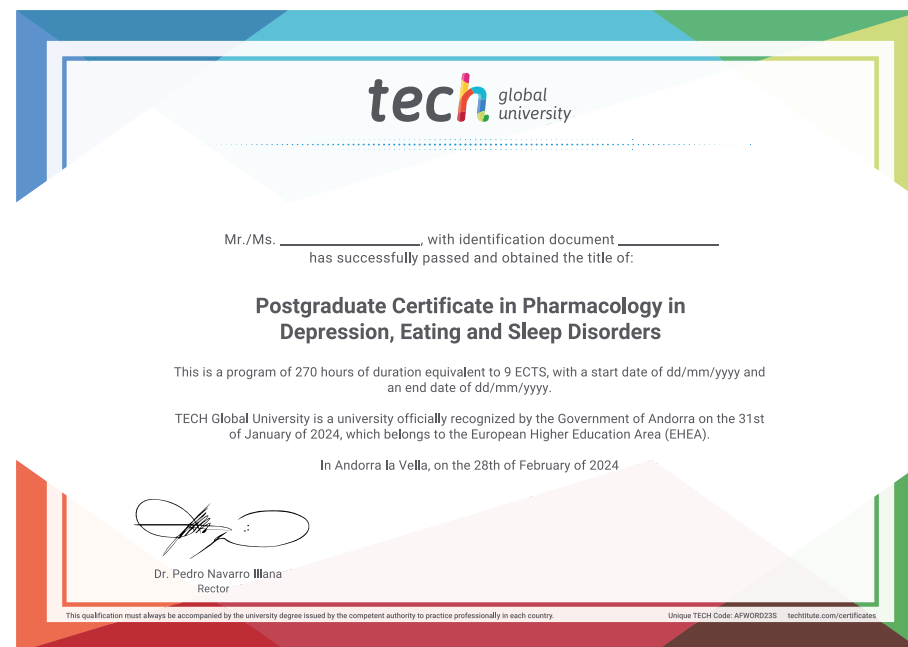 tech global
university
Mr./Ms. ____________________, with identification document ______________
has successfully passed and obtained the title of:
Postgraduate Certificate in Pharmacology in
Depression, Eating and Sleep Disorders
This is a program of 270 hours of duration equivalent to 9 ECTS, with a start date of dd/mm/yyyy and
an end date of dd/mm/yyyy.
TECH Global University is a university officially recognized by the Government of Andorra on the 31st
of January of 2024, which belongs to the European Higher Education Area (EHEA).
In Andorra la Vella, on the 28th of February of 2024
Dr. Pedro Navarro Illana
Rector
This qualification must always be accompanied by the university degree issued by the competent authority to practice professionally in each country. Unique TECH Code: AFWORD23S techtitute.com/certificates